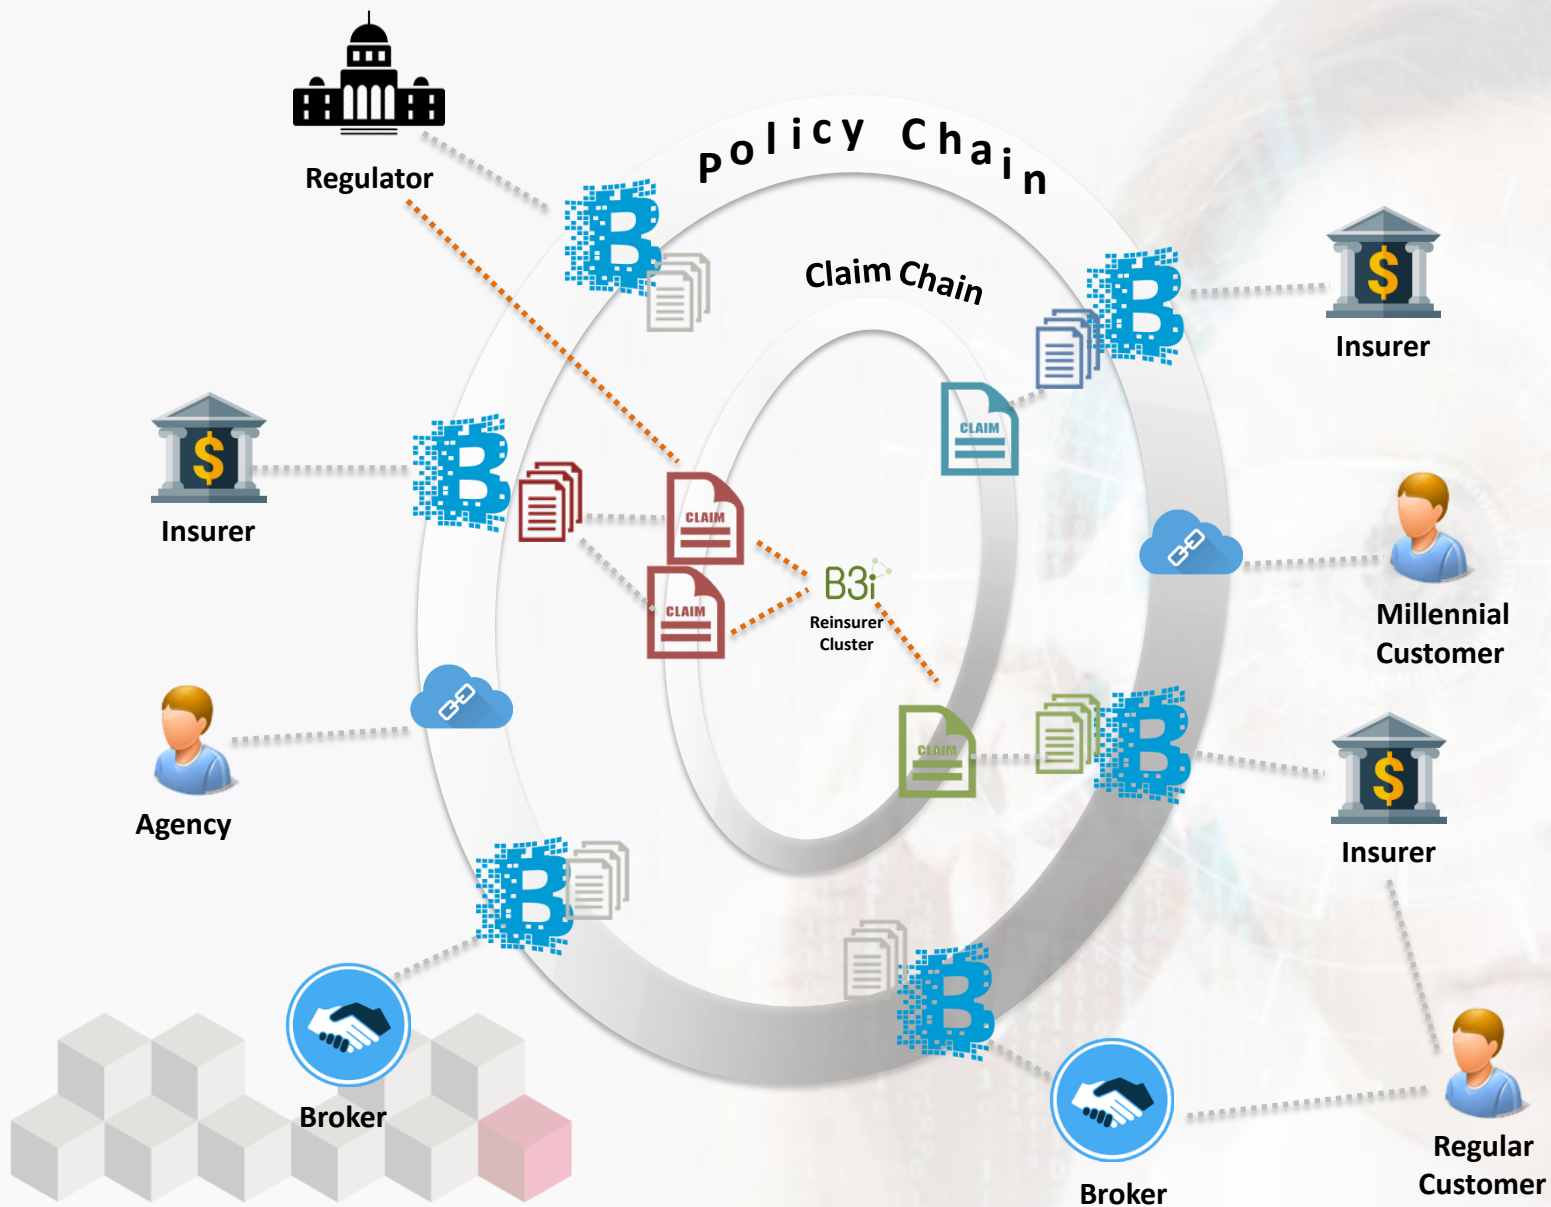 Policy Chain
Regulator
Claim Chain
$
Insurer
CLAIM
$
Insurer
CLAIM
B3i
Reinsurer
Cluster
CLAIM
Millennial
Customer
CLAIM
Agency
$
Insurer
Broker
Broker
Regular
Customer